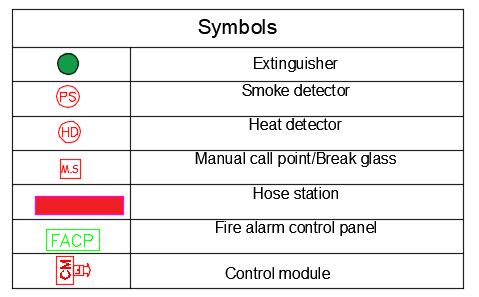 Symbols
Extinguisher
PS Smoke detector
HD Heat detector
M.S Manual call point/Break glass
Hose station
FACP Fire alarm control panel
CM Control module